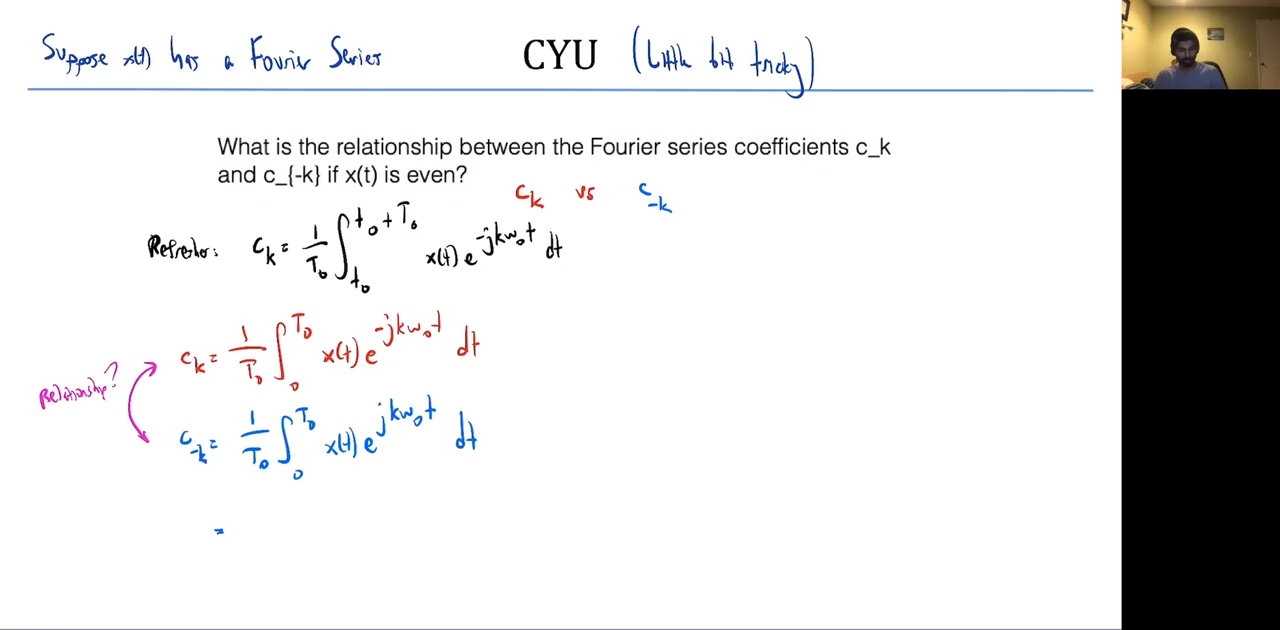 Suppose x(t) has a Fourier Series CYU (Little bit tricky)
What is the relationship between the Fourier series coefficients c_k
and c_{-k} if x(t) is even?
c_k vs c_{-k}
Refresher: c_k = 1/T_0 ∫_{t_0}^{t_0+T_0} x(t) e^{-jkω_0t} dt
c_k = 1/T_0 ∫_0^{T_0} x(t) e^{-jkω_0t} dt
Relationship?
c_{-k} = 1/T_0 ∫_0^{T_0} x(t) e^{jkω_0t} dt
=